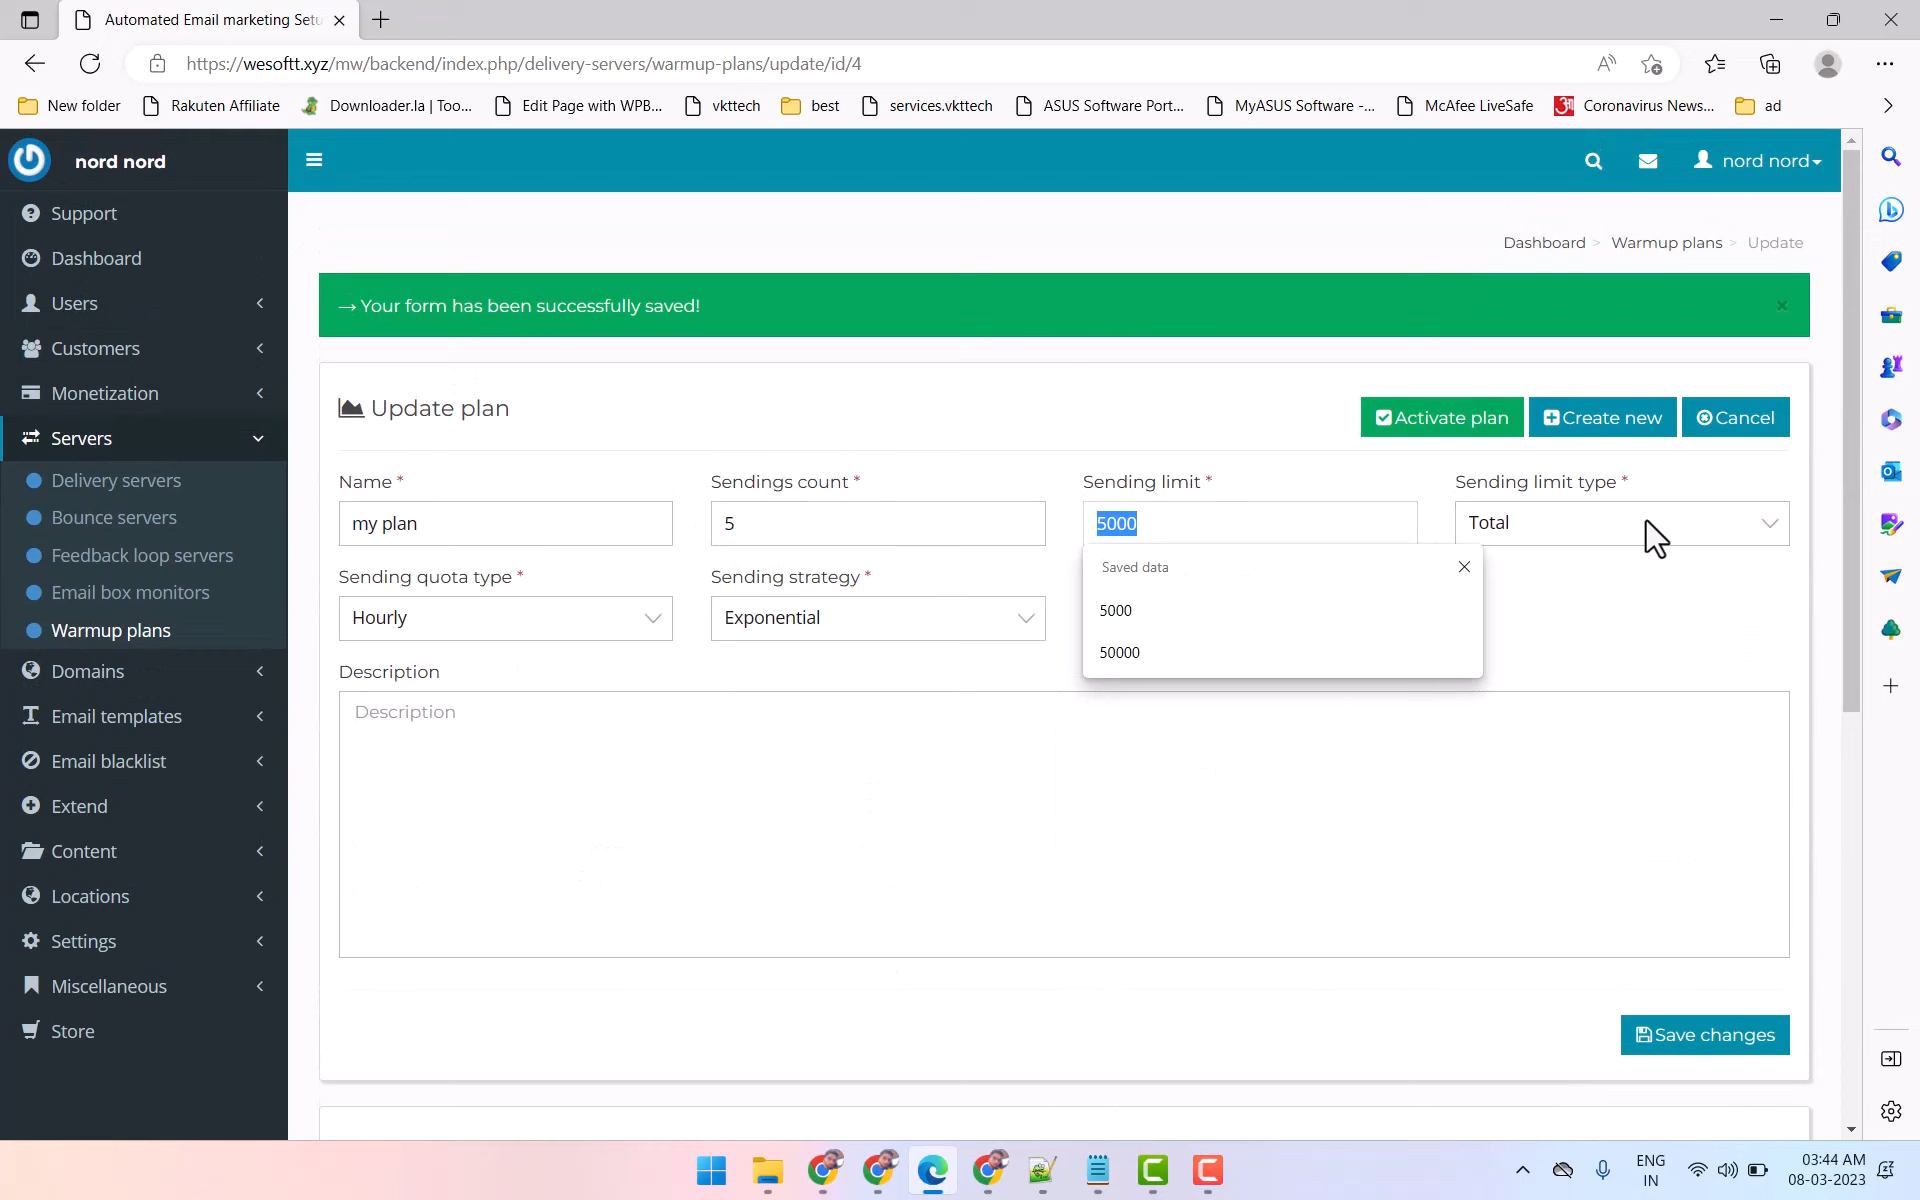 Automated Email marketing Setu
https://wesoftt.xyz/mw/backend/index.php/delivery-servers/warmup-plans/update/id/4
New folder
Rakuten Affiliate
Downloader.la | Too...
Edit Page with WPB...
vkttech
best
services.vkttech
ASUS Software Port...
MyASUS Software -...
McAfee LiveSafe
Coronavirus News...
ad
nord nord
nord nord
Support
Dashboard
Users
Customers
Monetization
Servers
Delivery servers
Bounce servers
Feedback loop servers
Email box monitors
Warmup plans
Domains
Email templates
Email blacklist
Extend
Content
Locations
Settings
Miscellaneous
Store
Dashboard > Warmup plans > Update
→ Your form has been successfully saved!
×
Update plan
Activate plan
Create new
Cancel
Name *
my plan
Sendings count *
5
Sending limit *
5000
Sending limit type *
Total
Saved data
5000
50000
Sending quota type *
Hourly
Sending strategy *
Exponential
Description
Description
Save changes
ENG
IN
03:44 AM
08-03-2023